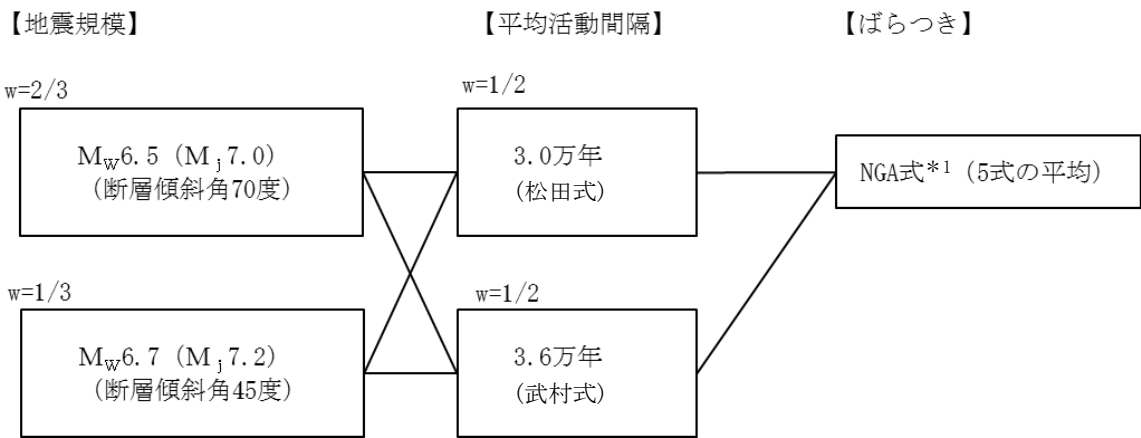 【地震規模】
【平均活動間隔】
【ばらつき】
w=2/3
MW6.5 (Mj7.0)
(断層傾斜角70度)
w=1/2
3.0万年
(松田式)
NGA式*1 (5式の平均)
w=1/3
MW6.7 (Mj7.2)
(断層傾斜角45度)
w=1/2
3.6万年
(武村式)